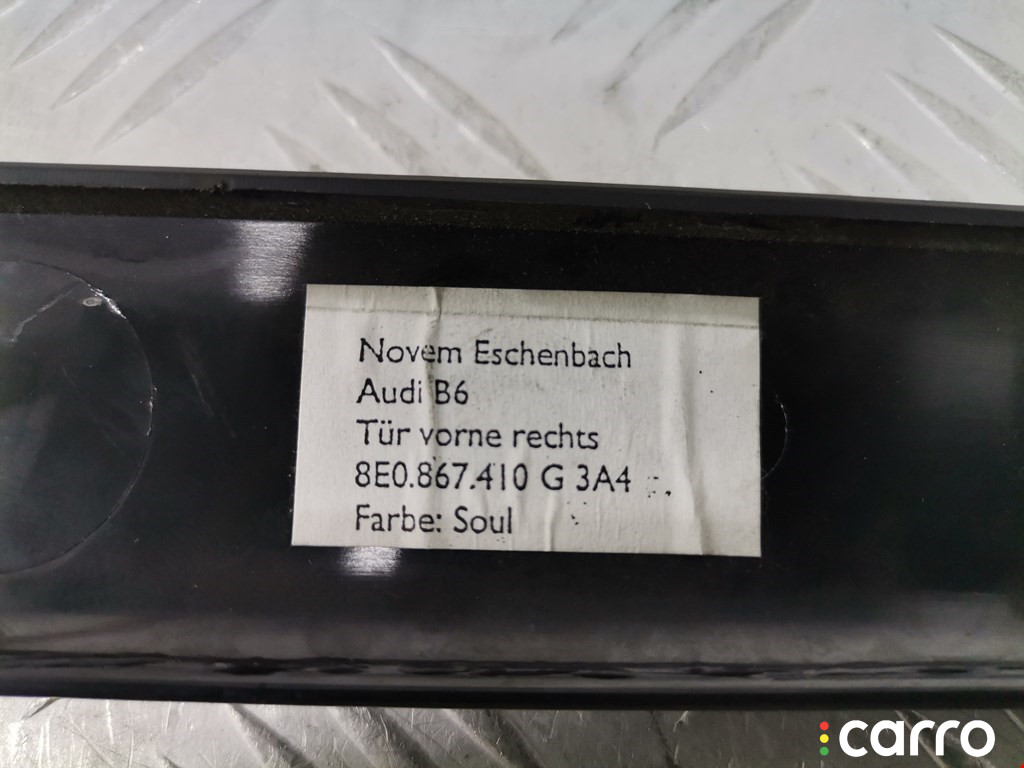 Novem Eschenbach
Audi B6
Tür vorne rechts
8E0.867.410 G 3A4
Farbe: Soul
carro